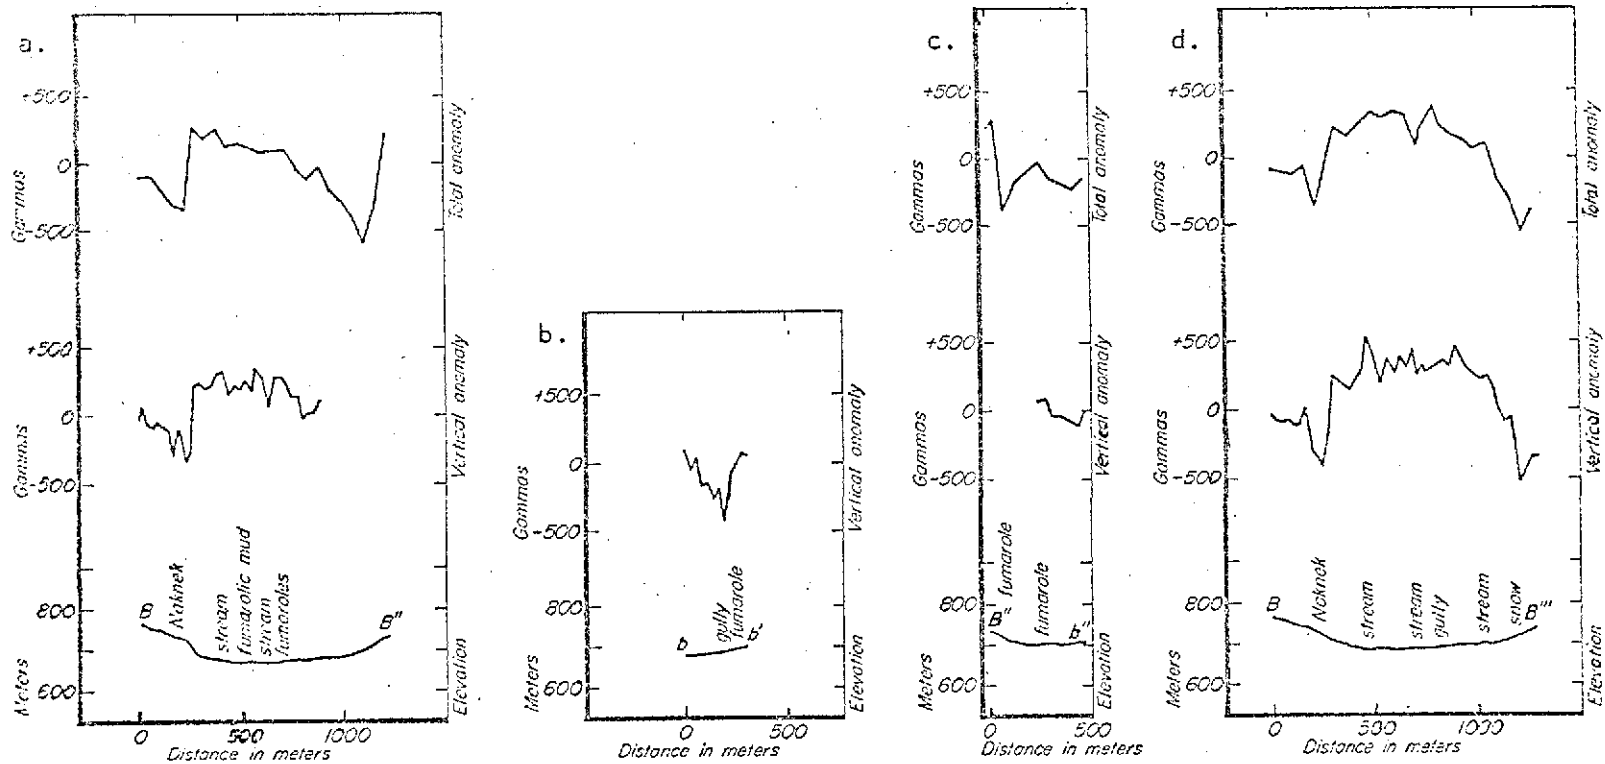 a.
+500
0
-500
Gammas
Total anomaly
+500
0
-500
Gammas
Vertical anomaly
800
600
Meters
Elevation
B
Naknek
stream
fumarolic mud
stream
fumaroles
B"
0
500
1000
Distance in meters
b.
+500
0
-500
Gammas
Vertical anomaly
800
600
Meters
Elevation
b
gully
fumarole
b'
0
500
Distance in meters
c.
+500
0
-500
Gammas
Total anomaly
+500
0
-500
Gammas
Vertical anomaly
800
600
Meters
Elevation
B"
fumarole
fumarole
b"
0
500
Distance in meters
d.
+500
0
-500
Gammas
Total anomaly
+500
0
-500
Gammas
Vertical anomaly
800
600
Meters
Elevation
B
Naknek
stream
stream
gully
stream
snow
B'''
0
500
1000
Distance in meters